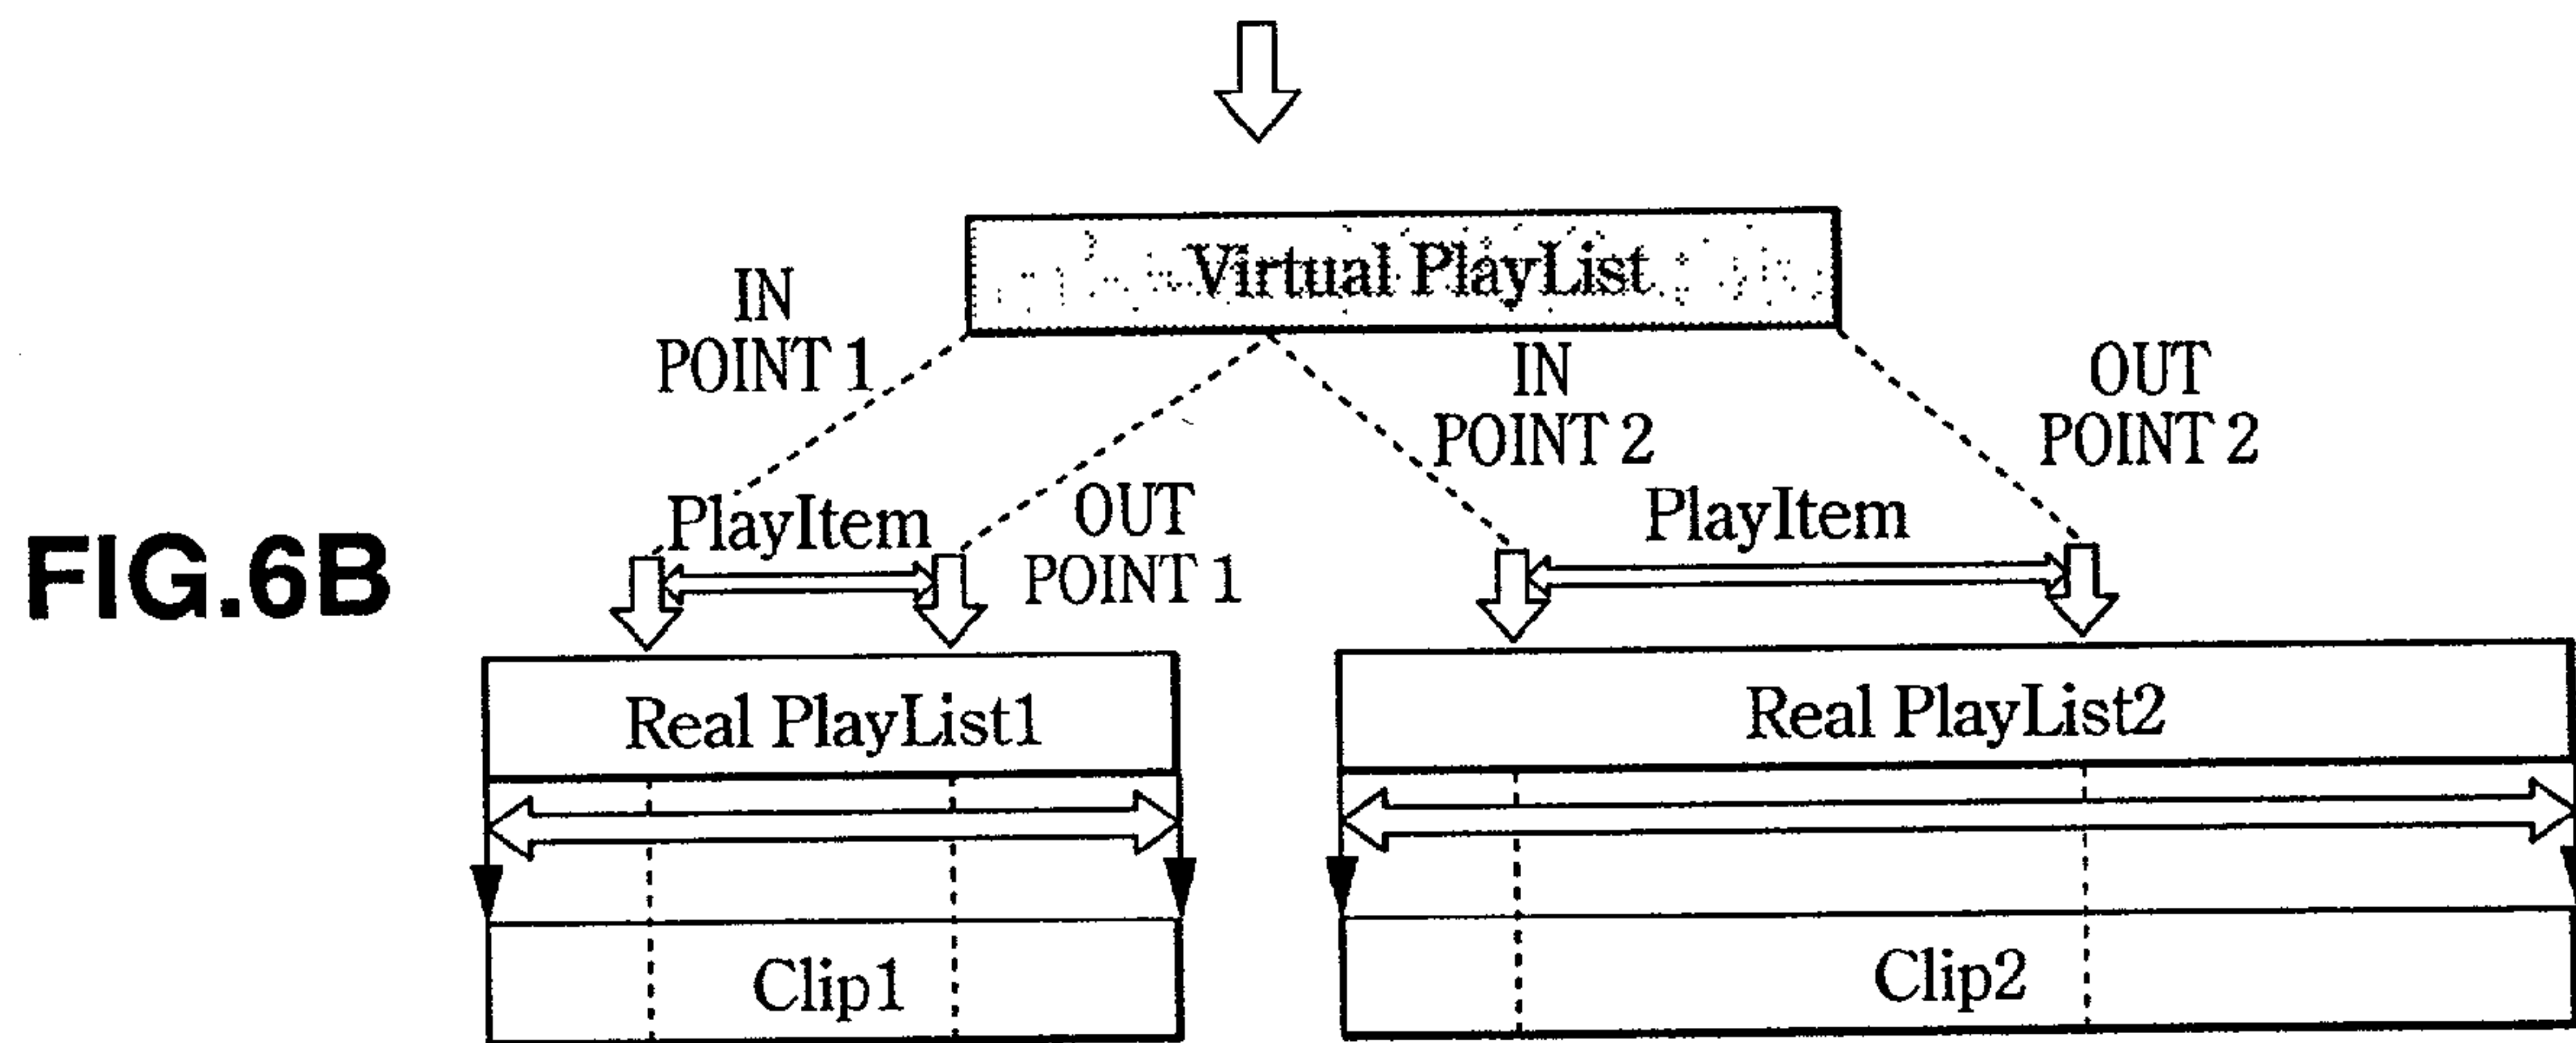 Virtual PlayList
IN
POINT 1
IN
POINT 2
OUT
POINT 2
PlayItem
OUT
POINT 1
PlayItem
FIG.6B
Real PlayList1
Real PlayList2
Clip1
Clip2